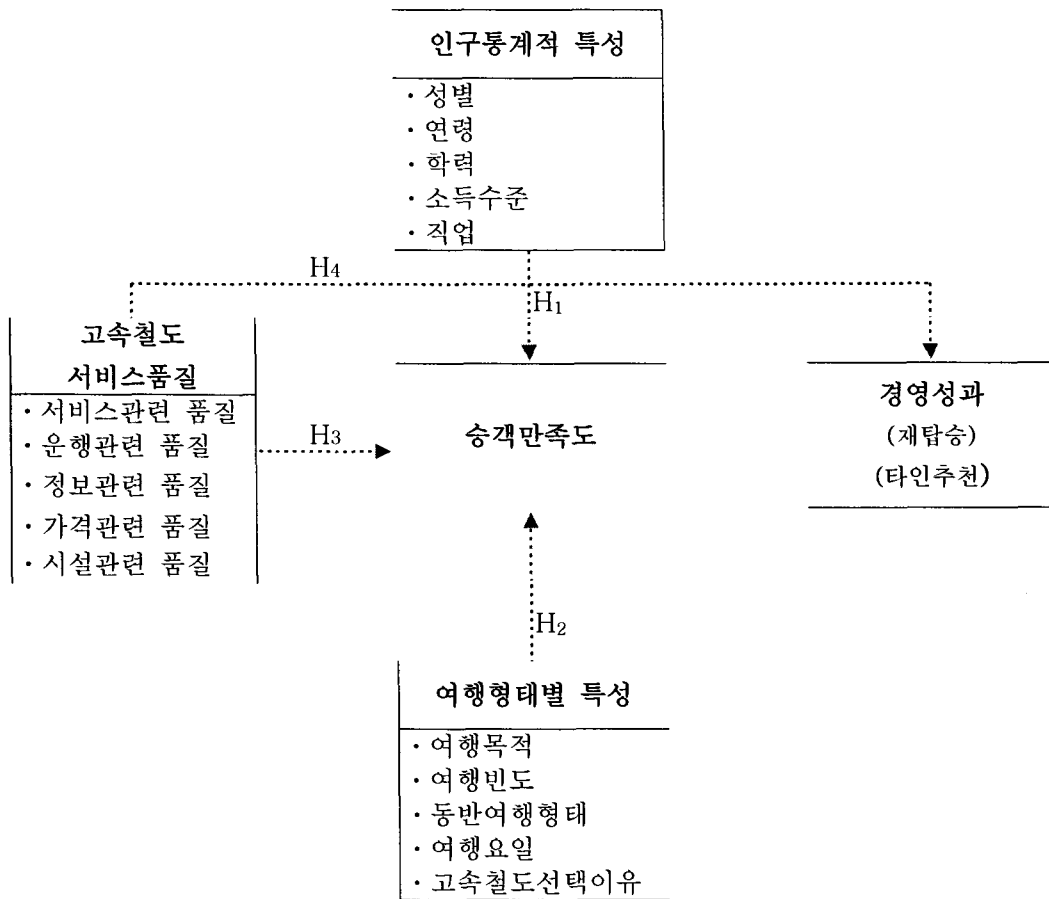 인구통계적 특성
· 성별
· 연령
· 학력
· 소득수준
· 직업
H4
H1
고속철도
서비스품질
· 서비스관련 품질
· 운행관련 품질
· 정보관련 품질
· 가격관련 품질
· 시설관련 품질
H3
승객만족도
경영성과
(재탑승)
(타인추천)
H2
여행형태별 특성
· 여행목적
· 여행빈도
· 동반여행형태
· 여행요일
· 고속철도선택이유